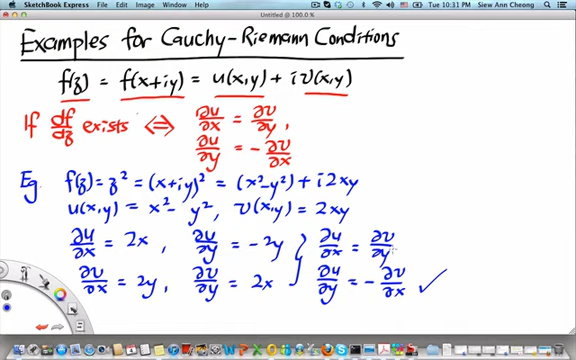 SketchBook Express File Edit Image Window Help Tue 10:31 PM Siew Ann Cheong
Untitled @ 100.0 %
Examples for Cauchy-Riemann Conditions
f(z) = f(x+iy) = u(x,y) + iv(x,y)
If df/dz exists ⟺ ∂u/∂x = ∂v/∂y,
∂u/∂y = -∂v/∂x
Eg. f(z) = z² = (x+iy)² = (x²-y²) + i2xy
u(x,y) = x² - y², v(x,y) = 2xy
∂u/∂x = 2x, ∂u/∂y = -2y } ∂u/∂x = ∂v/∂y
∂v/∂x = 2y, ∂v/∂y = 2x ∂u/∂y = -∂v/∂x ✓